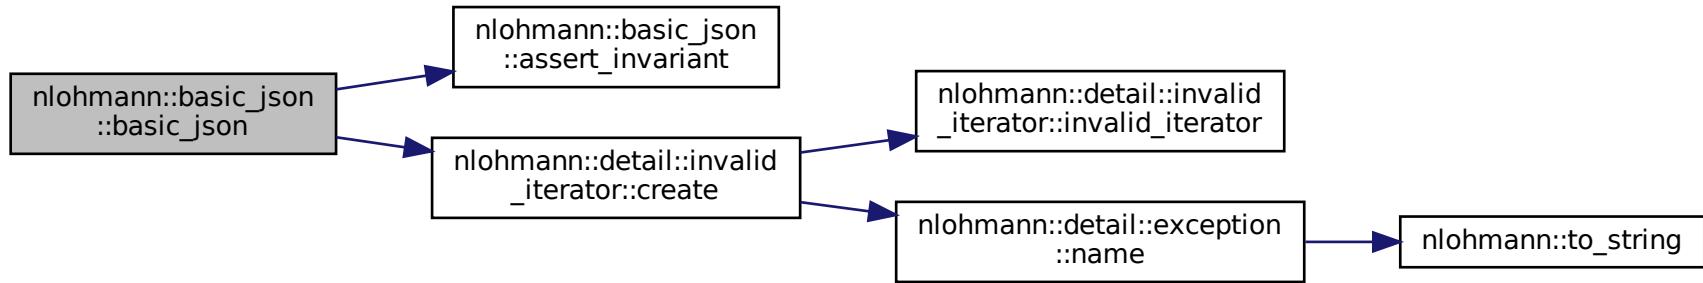 nlohmann::basic_json
::basic_json
nlohmann::basic_json
::assert_invariant
nlohmann::detail::invalid
_iterator::create
nlohmann::detail::invalid
_iterator::invalid_iterator
nlohmann::detail::exception
::name
nlohmann::to_string